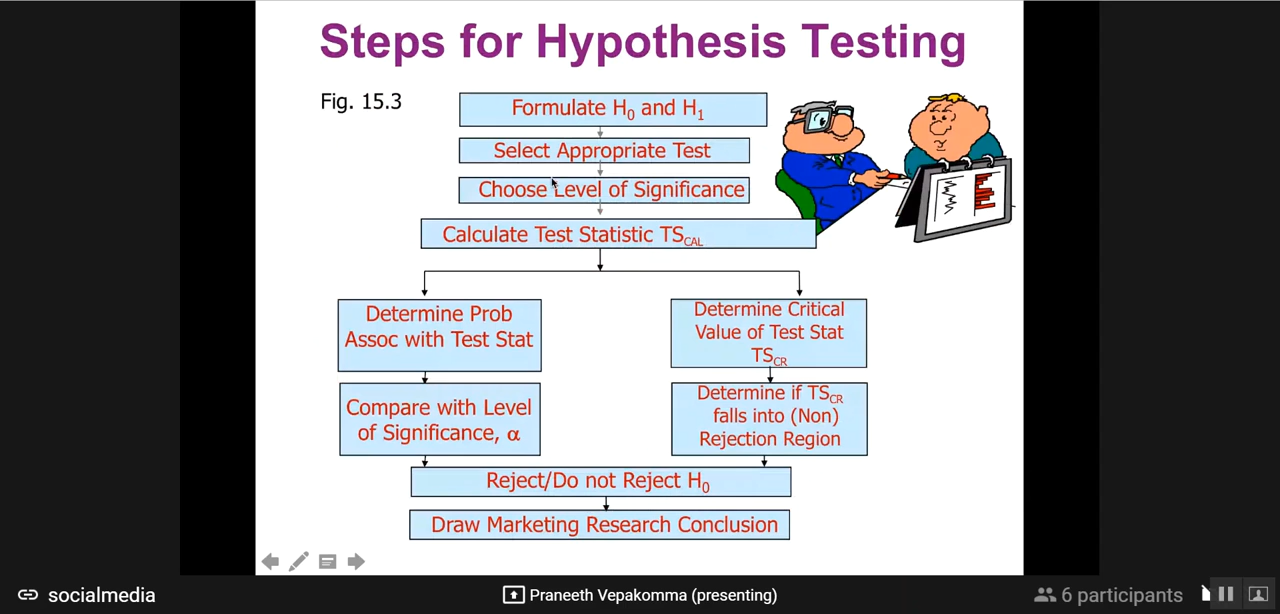 Steps for Hypothesis Testing
Fig. 15.3
Formulate H0 and H1
Select Appropriate Test
Choose Level of Significance
Calculate Test Statistic TSCAL
Determine Prob
Assoc with Test Stat
Determine Critical
Value of Test Stat
TSCR
Compare with Level
of Significance, α
Determine if TSCR
falls into (Non)
Rejection Region
Reject/Do not Reject H0
Draw Marketing Research Conclusion
socialmedia
Praneeth Vepakomma (presenting)
6 participants